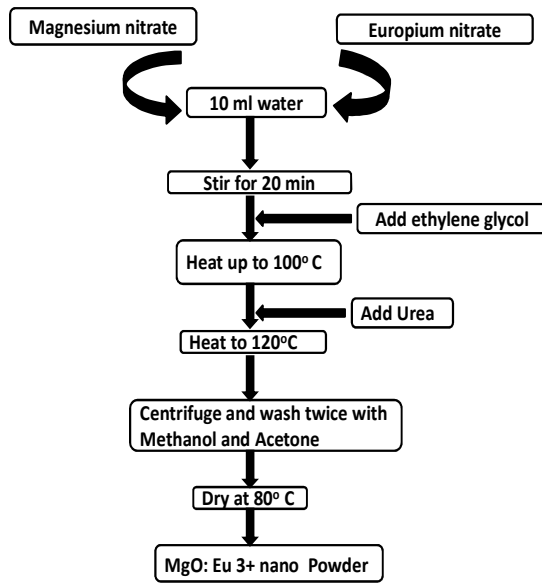 Magnesium nitrate
Europium nitrate
10 ml water
Stir for 20 min
Add ethylene glycol
Heat up to 100° C
Add Urea
Heat to 120°C
Centrifuge and wash twice with
Methanol and Acetone
Dry at 80° C
MgO: Eu 3+ nano Powder